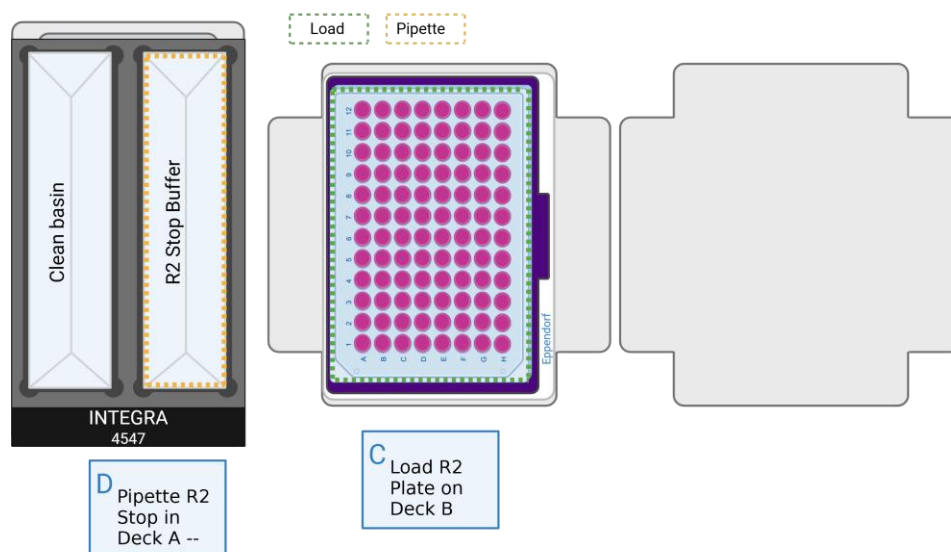 Load
Pipette
Clean basin
R2 Stop Buffer
INTEGRA
4547
12
11
10
9
8
7
6
5
4
3
2
1
A
B
C
D
E
F
G
H
Eppendorf
D
Pipette R2
Stop in
Deck A --
C
Load R2
Plate on
Deck B